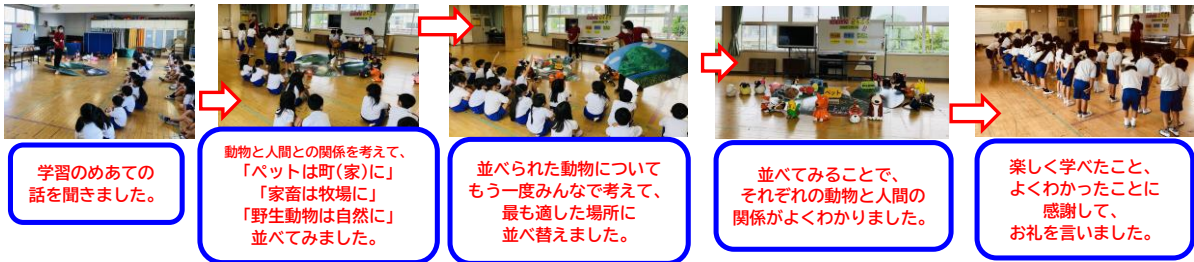 学習のめあての
話を聞きました。
動物と人間との関係を考えて、
「ペットは町(家)に」
「家畜は牧場に」
「野生動物は自然に」
並べてみました。
並べられた動物について
もう一度みんなで考えて、
最も適した場所に
並べ替えました。
並べてみることで、
それぞれの動物と人間の
関係がよくわかりました。
楽しく学べたこと、
よくわかったことに
感謝して、
お礼を言いました。